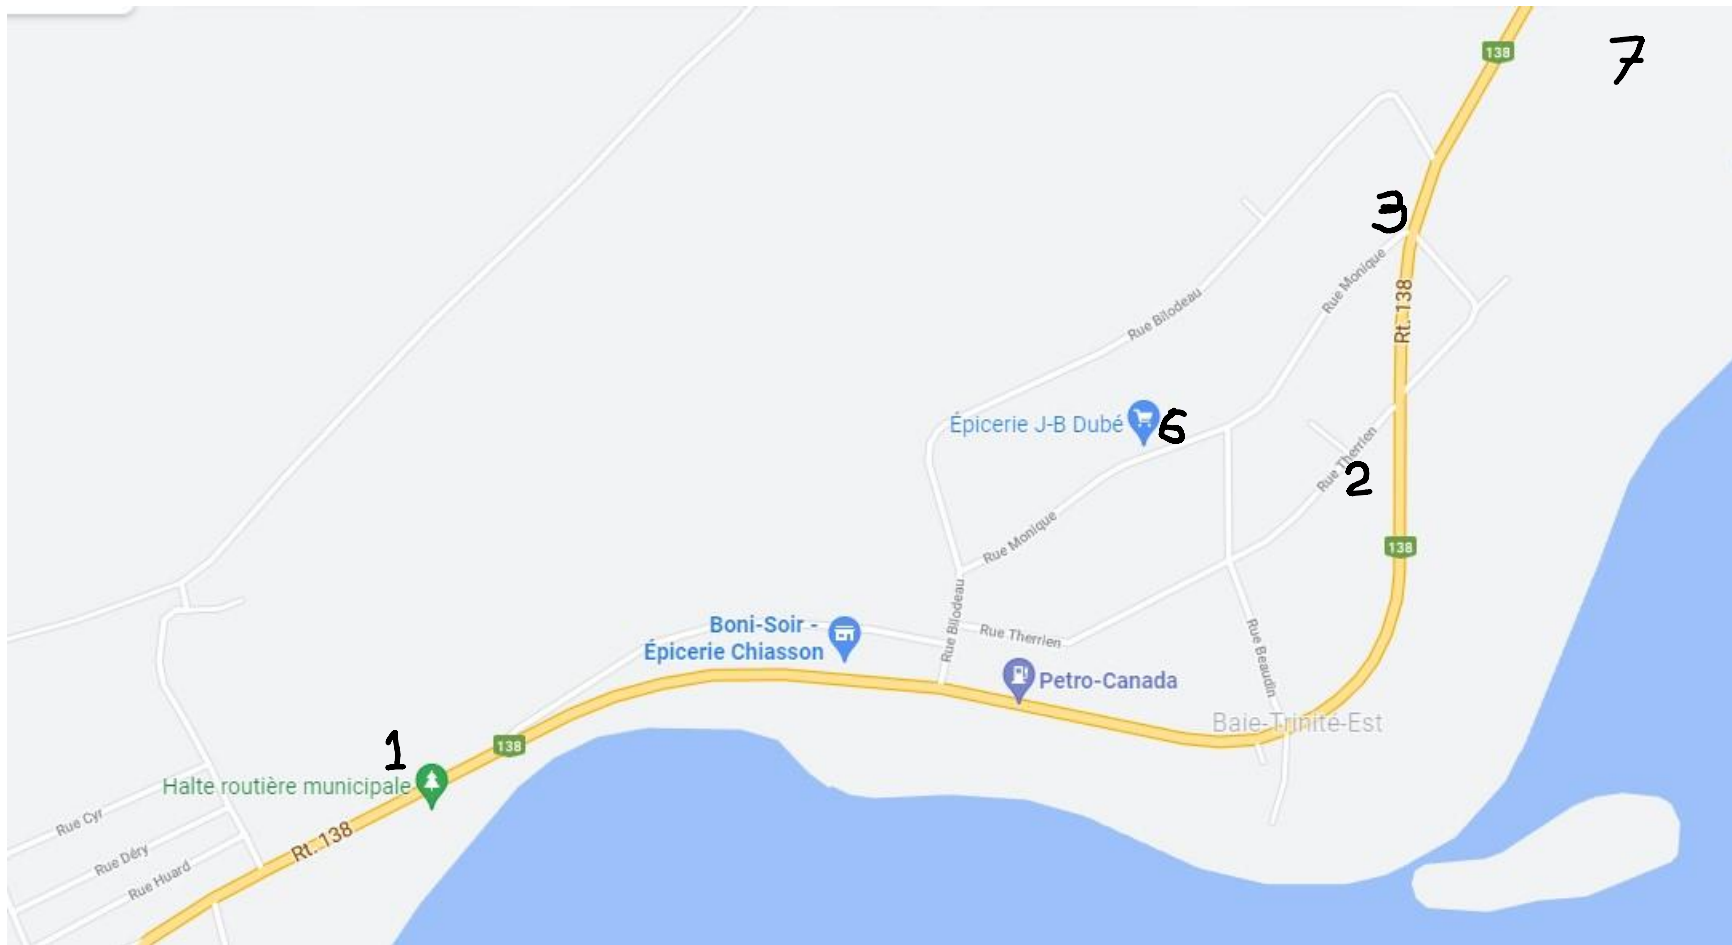 138
7
3
Rue Monique
Rt. 138
Rue Bilodeau
Épicerie J-B Dubé
6
Rue Therrien
2
Rue Monique
138
Rue Bilodeau
Boni-Soir -
Épicerie Chiasson
Rue Therrien
Rue Beaudin
Petro-Canada
Baie-Trinité-Est
1
138
Halte routière municipale
Rue Cyr
Rt. 138
Rue Déry
Rue Huard